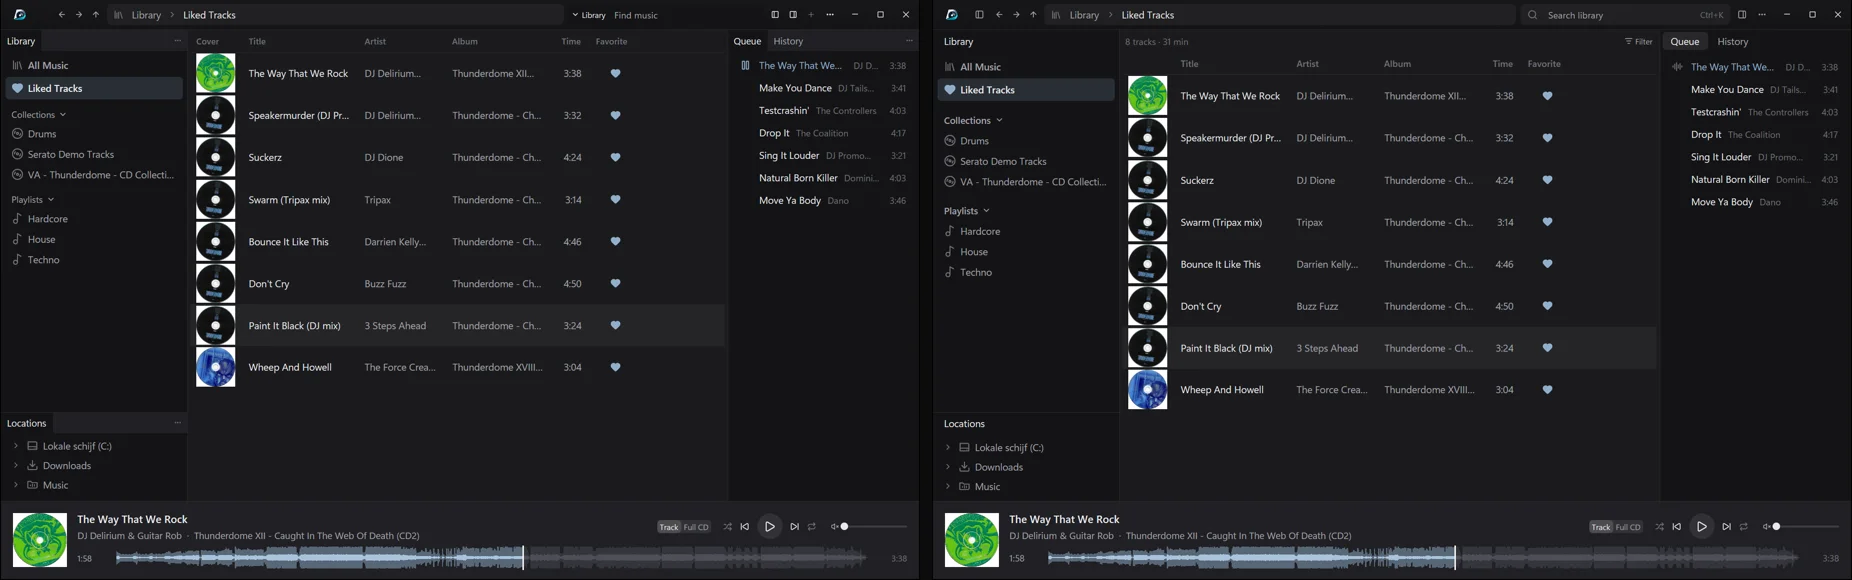 Library > Liked Tracks
Library Find music
Library
All Music
Liked Tracks
Collections
Drums
Serato Demo Tracks
VA - Thunderdome - CD Collecti...
Playlists
Hardcore
House
Techno
Locations
Lokale schijf (C:)
Downloads
Music
Cover Title Artist Album Time Favorite
The Way That We Rock DJ Delirium... Thunderdome XII... 3:38
Speakermurder (DJ Pr... DJ Delirium... Thunderdome - Ch... 3:32
Suckerz DJ Dione Thunderdome - Ch... 4:24
Swarm (Tripax mix) Tripax Thunderdome - Ch... 3:14
Bounce It Like This Darrien Kelly... Thunderdome - Ch... 4:46
Don't Cry Buzz Fuzz Thunderdome - Ch... 4:50
Paint It Black (DJ mix) 3 Steps Ahead Thunderdome - Ch... 3:24
Wheep And Howell The Force Crea... Thunderdome XVIII... 3:04
Queue History
The Way That We... DJ D... 3:38
Make You Dance DJ Tails... 3:41
Testcrashin' The Controllers 4:03
Drop It The Coalition 4:17
Sing It Louder DJ Promo... 3:21
Natural Born Killer Domini... 4:03
Move Ya Body Dano 3:46
The Way That We Rock
DJ Delirium & Guitar Rob · Thunderdome XII - Caught In The Web Of Death (CD2)
Track Full CD
1:58 3:38
Library > Liked Tracks
Search library Ctrl+K
Library
All Music
Liked Tracks
Collections
Drums
Serato Demo Tracks
VA - Thunderdome - CD Collecti...
Playlists
Hardcore
House
Techno
Locations
Lokale schijf (C:)
Downloads
Music
8 tracks · 31 min Filter
Title Artist Album Time Favorite
The Way That We Rock DJ Delirium... Thunderdome XII... 3:38
Speakermurder (DJ Pr... DJ Delirium... Thunderdome - Ch... 3:32
Suckerz DJ Dione Thunderdome - Ch... 4:24
Swarm (Tripax mix) Tripax Thunderdome - Ch... 3:14
Bounce It Like This Darrien Kelly... Thunderdome - Ch... 4:46
Don't Cry Buzz Fuzz Thunderdome - Ch... 4:50
Paint It Black (DJ mix) 3 Steps Ahead Thunderdome - Ch... 3:24
Wheep And Howell The Force Crea... Thunderdome XVIII... 3:04
Queue History
The Way That We... DJ D... 3:38
Make You Dance DJ Tails... 3:41
Testcrashin' The Controllers 4:03
Drop It The Coalition 4:17
Sing It Louder DJ Promo... 3:21
Natural Born Killer Domini... 4:03
Move Ya Body Dano 3:46
The Way That We Rock
DJ Delirium & Guitar Rob · Thunderdome XII - Caught In The Web Of Death (CD2)
Track Full CD
1:58 3:38